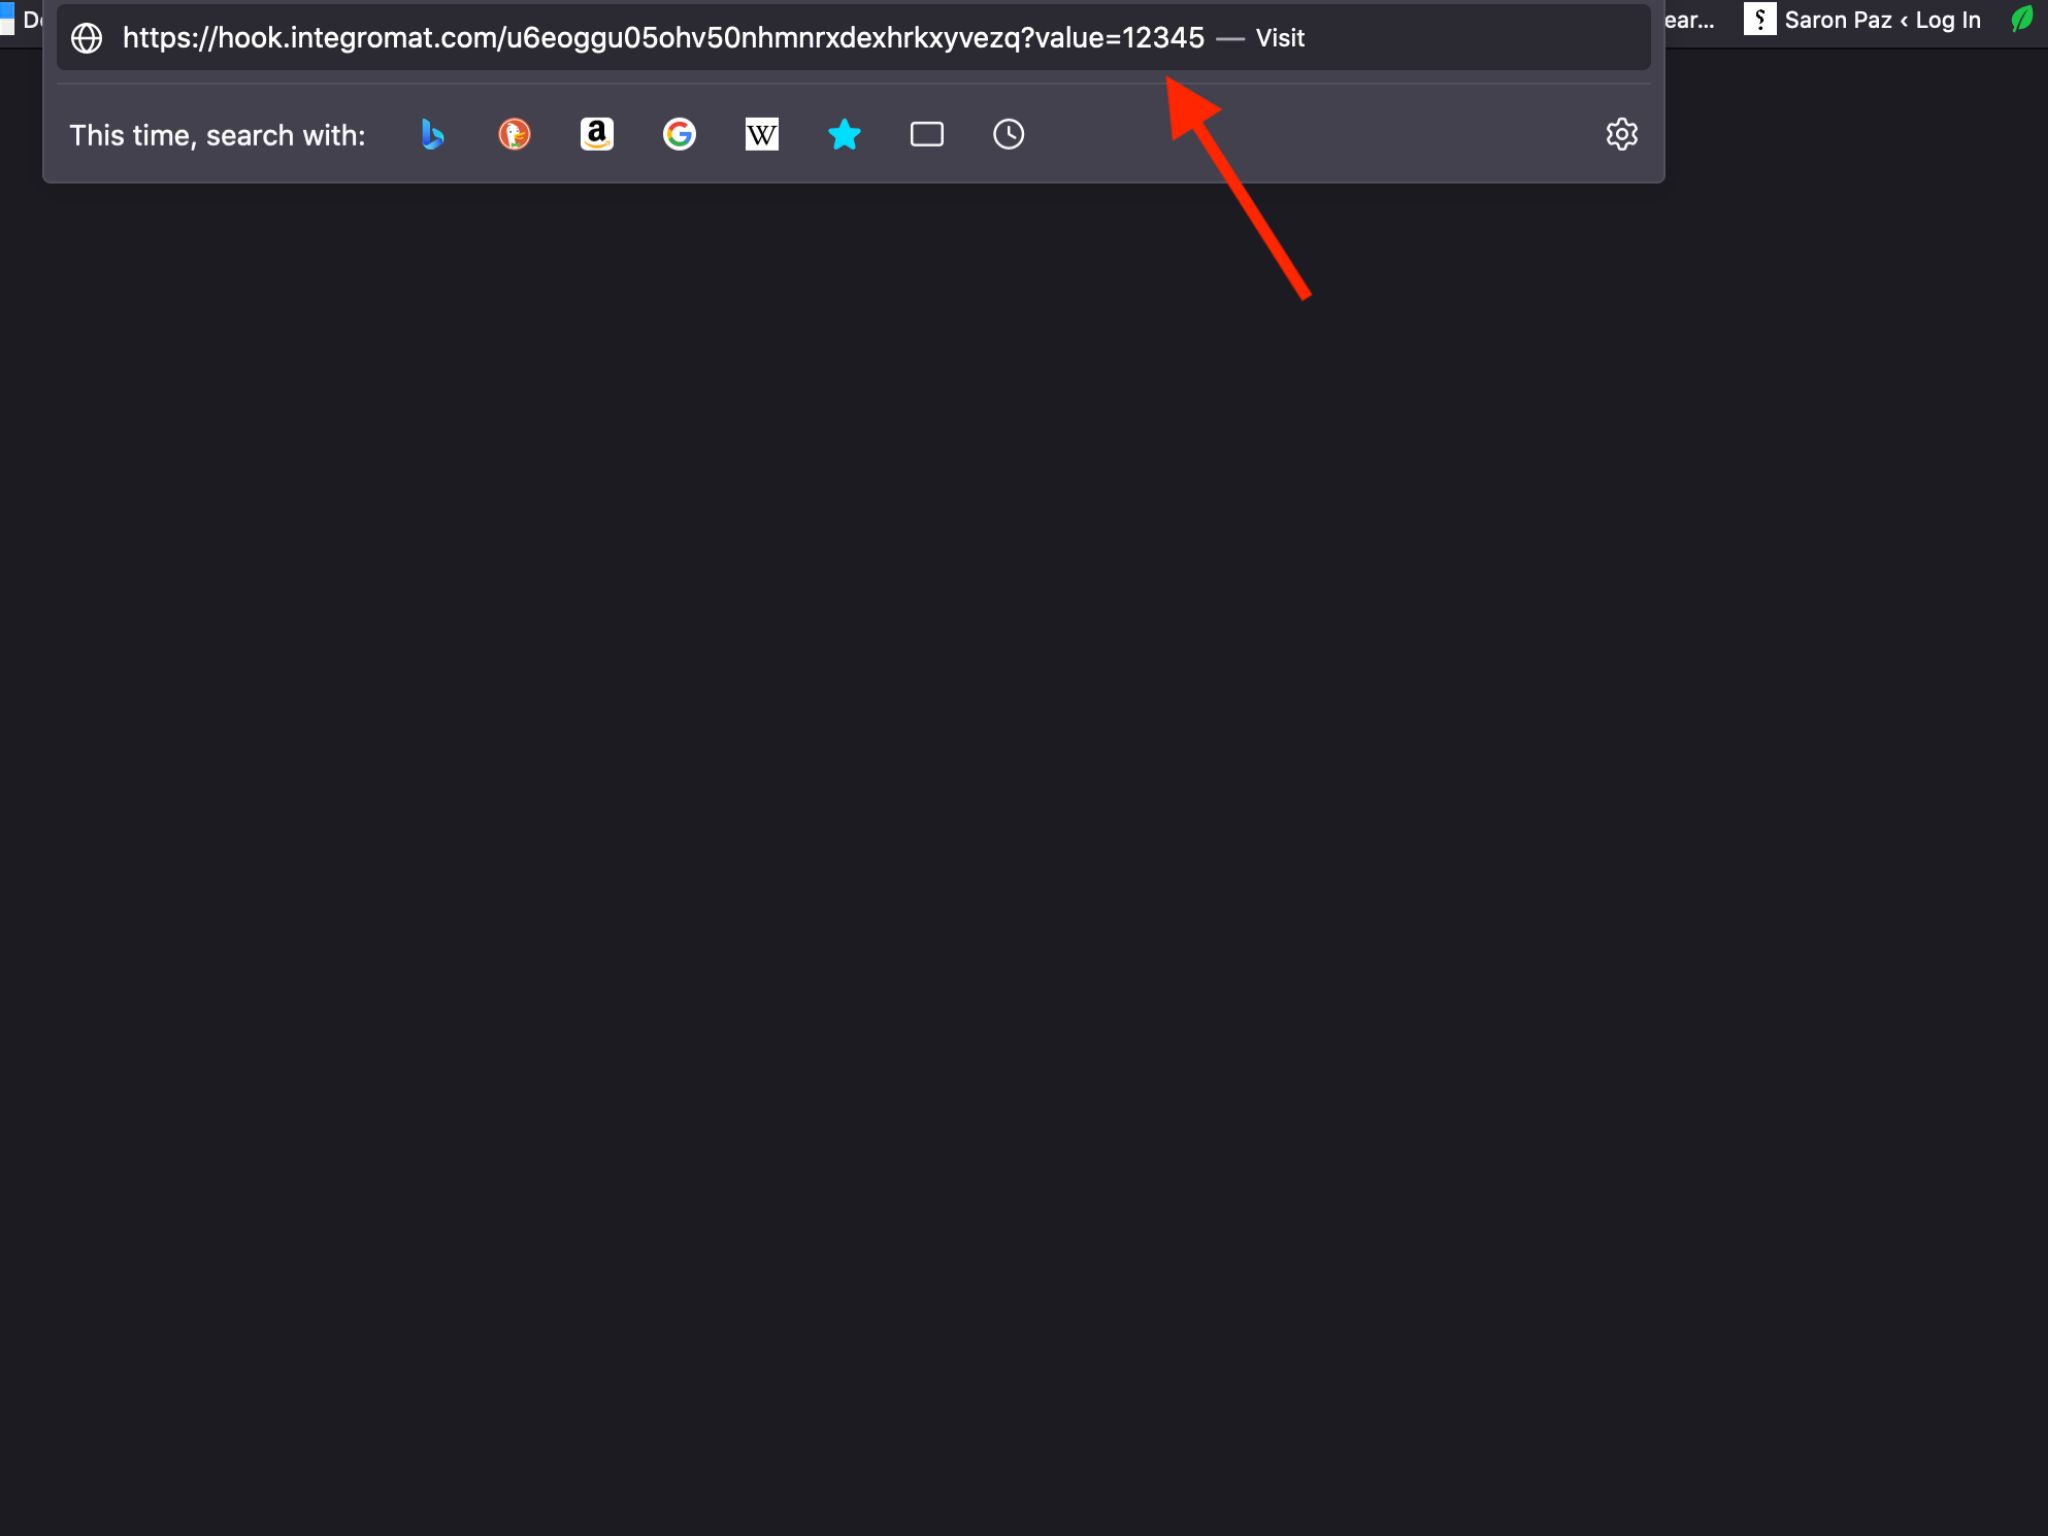 https://hook.integromat.com/u6eoggu05ohv50nhmnrxdexhrkxyvezq?value=12345 — Visit
ear... Saron Paz ‹ Log In
This time, search with:
a
G
W